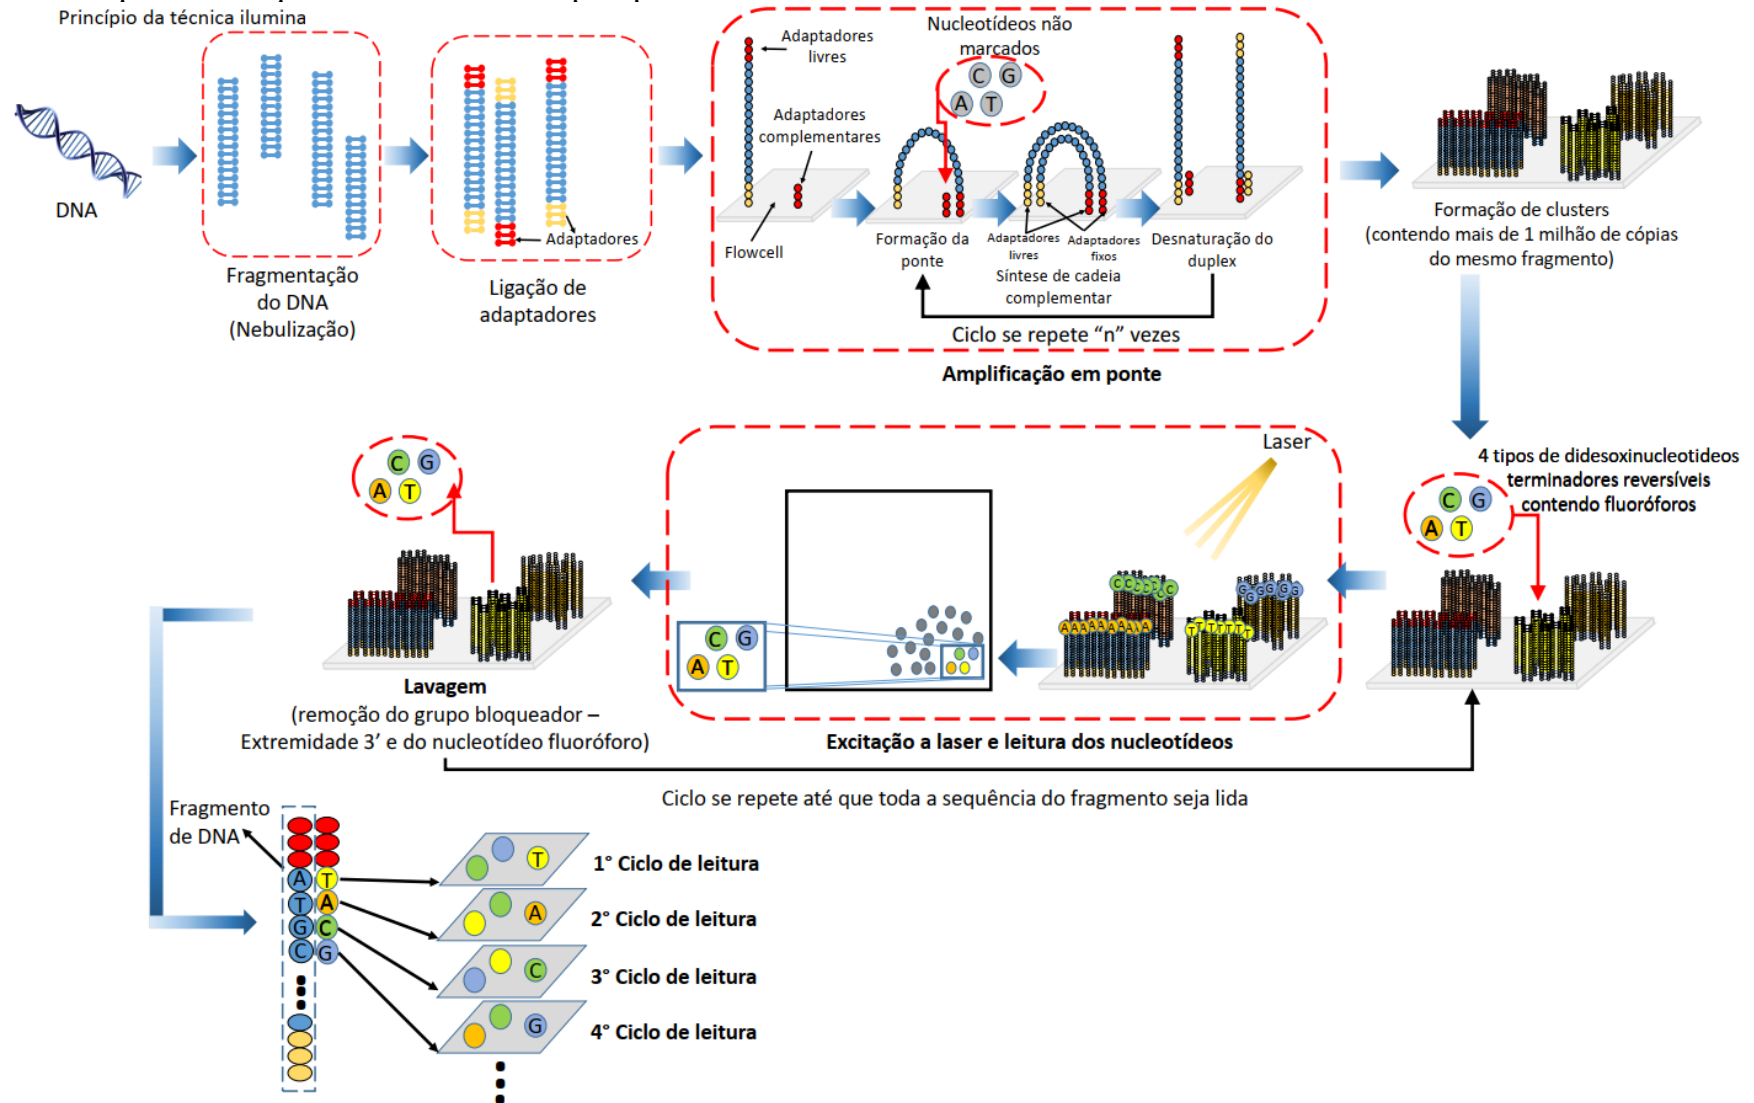 Princípio da técnica ilumina
DNA
Fragmentação
do DNA
(Nebulização)
Adaptadores
Ligação de
adaptadores
Adaptadores
livres
Adaptadores
complementares
Flowcell
Nucleotídeos não
marcados
C G
A T
Formação da
ponte
Adaptadores
livres
Adaptadores
fixos
Síntese de cadeia
complementar
Desnaturação do
duplex
Ciclo se repete “n” vezes
Amplificação em ponte
Formação de clusters
(contendo mais de 1 milhão de cópias
do mesmo fragmento)
4 tipos de didesoxinucleotideos
terminadores reversíveis
contendo fluoróforos
C G
A T
Laser
C C C C C C C
G G G G G G G
A A A A A A A A A
T T T T T T T
C G
A T
Excitação a laser e leitura dos nucleotídeos
C G
A T
Lavagem
(remoção do grupo bloqueador –
Extremidade 3’ e do nucleotídeo fluoróforo)
Ciclo se repete até que toda a sequência do fragmento seja lida
Fragmento
de DNA
A T
T A
G C
C G
T
1° Ciclo de leitura
A
2° Ciclo de leitura
C
3° Ciclo de leitura
G
4° Ciclo de leitura